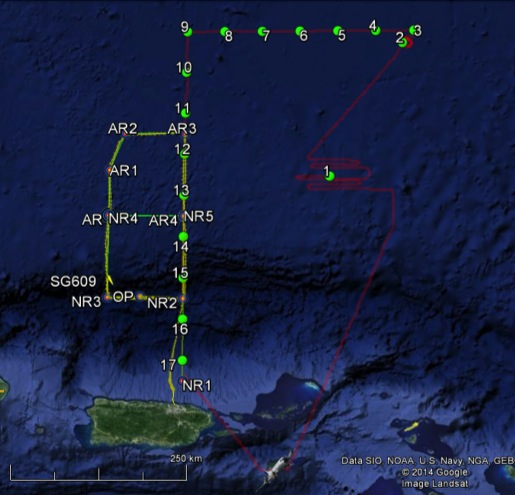 9 8 7 6 5 4 3
2
10
11
AR2 AR3
12
AR1 1
13
AR NR4 AR4 NR5
14
SG609 15
NR3 OP NR2
16
17
NR1
250 km
Data SIO, NOAA, U.S. Navy, NGA, GEB
© 2014 Google
Image Landsat